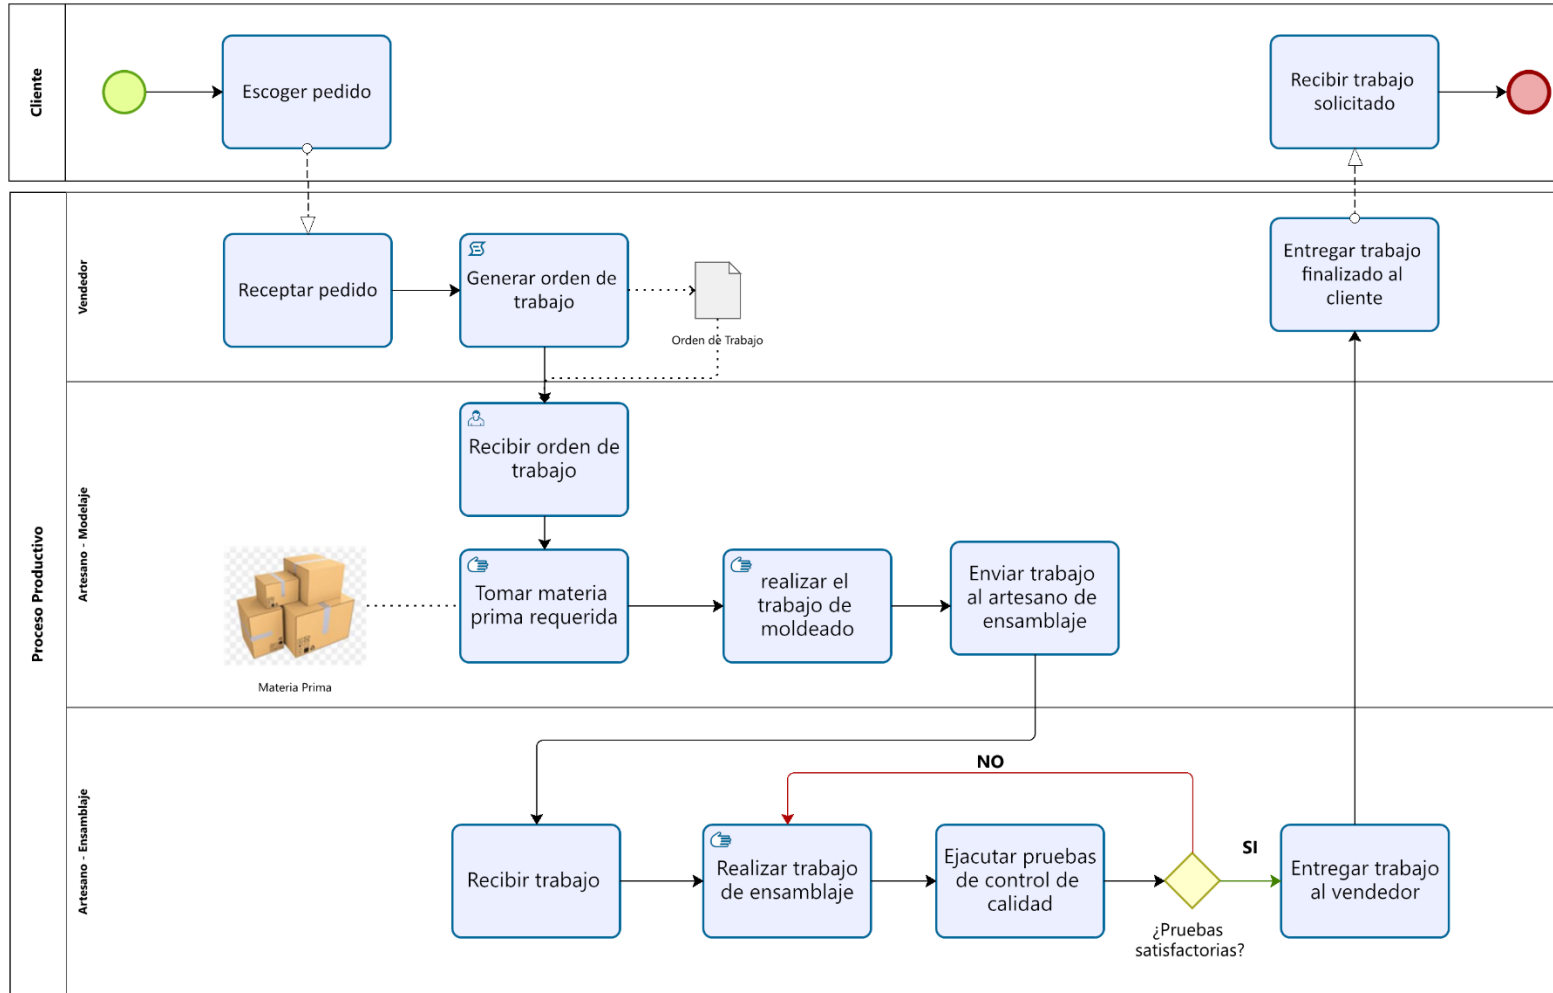 Cliente
Escoger pedido
Recibir trabajo
solicitado
Proceso Productivo
Vendedor
Receptar pedido
Generar orden de
trabajo
Orden de Trabajo
Entregar trabajo
finalizado al
cliente
Artesano - Modelaje
Recibir orden de
trabajo
Materia Prima
Tomar materia
prima requerida
realizar el
trabajo de
moldeado
Enviar trabajo
al artesano de
ensamblaje
Artesano - Ensamblaje
Recibir trabajo
Realizar trabajo
de ensamblaje
Ejacutar pruebas
de control de
calidad
NO
¿Pruebas
satisfactorias?
SI
Entregar trabajo
al vendedor